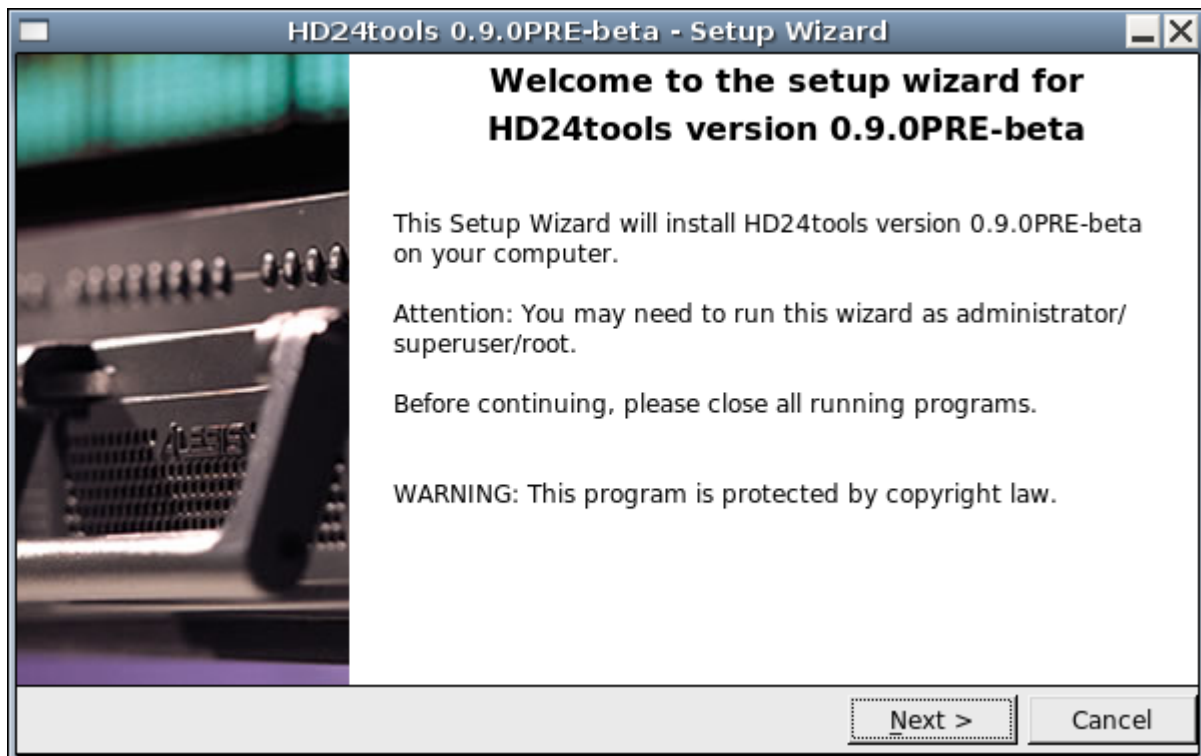 HD24tools 0.9.0PRE-beta - Setup Wizard
Welcome to the setup wizard for
HD24tools version 0.9.0PRE-beta
This Setup Wizard will install HD24tools version 0.9.0PRE-beta
on your computer.
Attention: You may need to run this wizard as administrator/
superuser/root.
Before continuing, please close all running programs.
WARNING: This program is protected by copyright law.
ALESIS
Next >
Cancel